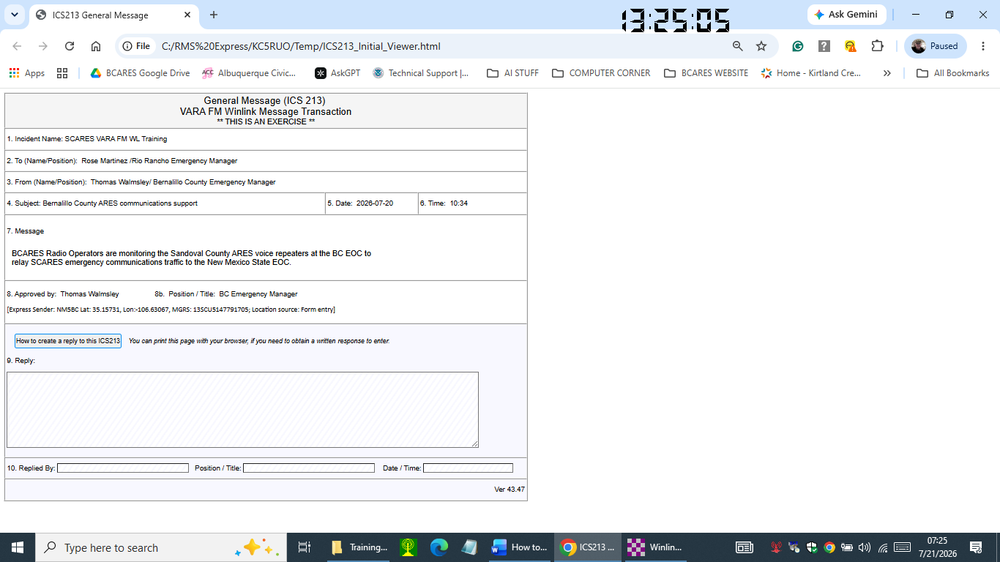 ICS213 General Message
13:25:05
Ask Gemini
File
C:/RMS%20Express/KC5RUO/Temp/ICS213_Initial_Viewer.html
Paused
Apps
BCARES Google Drive
ACC
Albuquerque Civic...
AskGPT
Technical Support |...
AI STUFF
COMPUTER CORNER
BCARES WEBSITE
Home - Kirtland Cre...
All Bookmarks
General Message (ICS 213)
VARA FM Winlink Message Transaction
** THIS IS AN EXERCISE **
1. Incident Name: SCARES VARA FM WL Training
2. To (Name/Position): Rose Martinez /Rio Rancho Emergency Manager
3. From (Name/Position): Thomas Walmsley/ Bernalillo County Emergency Manager
4. Subject: Bernalillo County ARES communications support 5. Date: 2026-07-20 6. Time: 10:34
7. Message
BCARES Radio Operators are monitoring the Sandoval County ARES voice repeaters at the BC EOC to
relay SCARES emergency communications traffic to the New Mexico State EOC.
8. Approved by: Thomas Walmsley 8b. Position / Title: BC Emergency Manager
[Express Sender: NM5BC Lat: 35.15731, Lon:-106.63067, MGRS: 13SCU5147791705; Location source: Form entry]
How to create a reply to this ICS213 You can print this page with your browser, if you need to obtain a written response to enter.
9. Reply:
10. Replied By: Position / Title: Date / Time:
Ver 43.47
Type here to search
Training...
How to...
ICS213 ...
Winlin...
07:25
7/21/2026